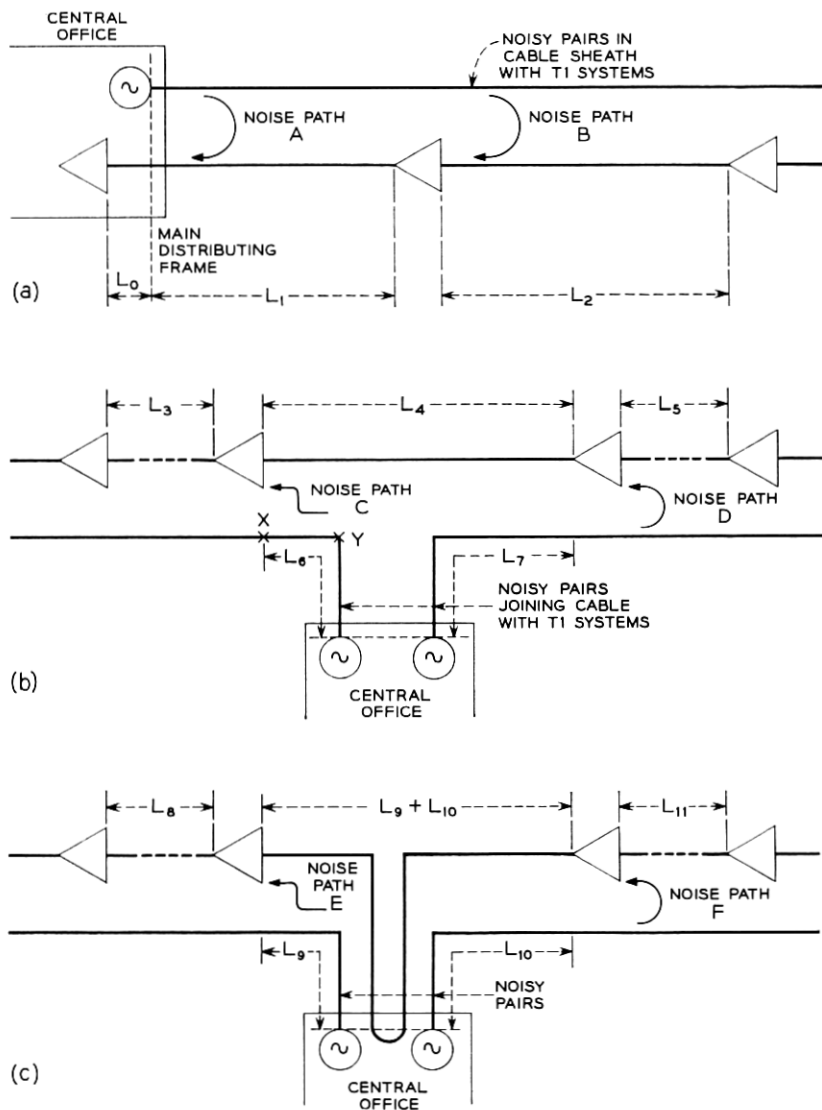 CENTRAL
OFFICE
∼
NOISY PAIRS IN
CABLE SHEATH
WITH T1 SYSTEMS
NOISE PATH
A
NOISE PATH
B
MAIN
DISTRIBUTING
FRAME
L₀
L₁
L₂
(a)
L₃
L₄
L₅
NOISE PATH
C
NOISE PATH
D
X
Y
L₆
L₇
NOISY PAIRS
JOINING CABLE
WITH T1 SYSTEMS
∼
∼
CENTRAL
OFFICE
(b)
L₈
L₉ + L₁₀
L₁₁
NOISE
PATH
E
NOISE PATH
F
L₉
L₁₀
NOISY
PAIRS
∼
∼
CENTRAL
OFFICE
(c)